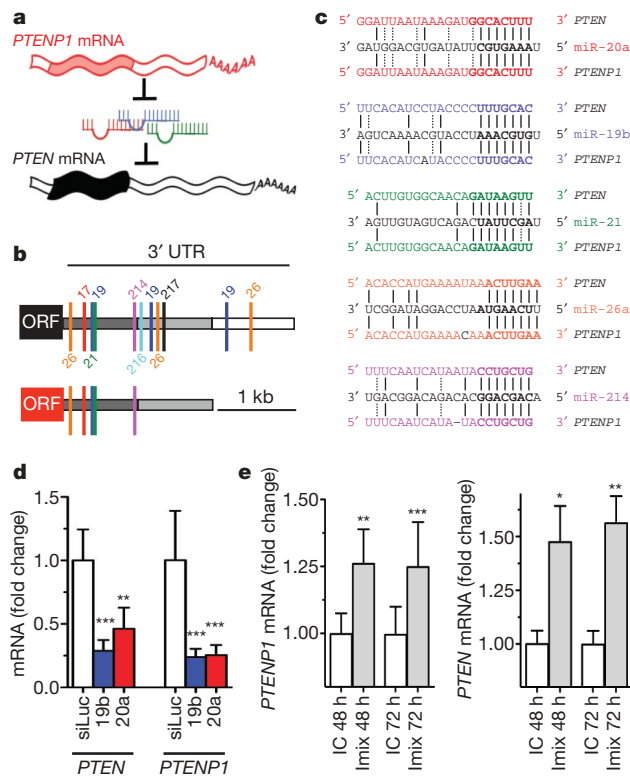 a
PTENP1 mRNA
AAAAAA
PTEN mRNA
AAAAAA
b
3′ UTR
17 19 214 19 217 19 26
ORF
26 21 216 26
ORF
1 kb
c
5′ GGAUUAAUAAAGAUGGCACUUU 3′ PTEN
3′ GAUGGACGUGAUAUUCGUGAAAU 5′ miR-20a
5′ GGAUUAAUAAAGAUGGCACUUU 3′ PTENP1
5′ UUCACAUCCUACCCCUUUGCAC 3′ PTEN
3′ AGUCAAAACGUACCUAAACGUGU 5′ miR-19b
5′ UUCACAUCAUACCCCUUUGCAC 3′ PTENP1
5′ ACUUGUGGCAACAGAUAAGUU 3′ PTEN
3′ AGUUGUAGUCAGACUAUUCGAU 5′ miR-21
5′ ACUUGUGGCAACAGAUAAGUU 3′ PTENP1
5′ ACACCAUGAAAAUAAACUUGAA 3′ PTEN
3′ UCGGAUAGGACCUAAUGAACUU 5′ miR-26a
5′ ACACCAUGAAAACAAACUUGAA 3′ PTENP1
5′ UUUCAAUCAUAAUACCUGCUG 3′ PTEN
3′ UGACGGACAGACACGGACGACA 5′ miR-214
5′ UUUCAAUCAUA-UACCUGCUG 3′ PTENP1
d
mRNA (fold change)
1.5
1.0
0.5
0.0
*** ** *** ***
siLuc 19b 20a siLuc 19b 20a
PTEN PTENP1
e
PTENP1 mRNA (fold change)
1.50
1.25
1.00
** ***
IC 48 h Imix 48 h IC 72 h Imix 72 h
PTEN mRNA (fold change)
1.50
1.25
1.00
* **
IC 48 h Imix 48 h IC 72 h Imix 72 h